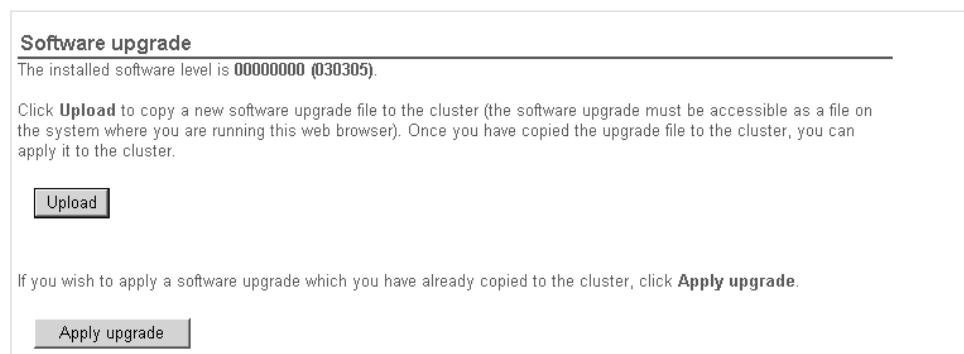 Software upgrade
The installed software level is 00000000 (030305).
Click Upload to copy a new software upgrade file to the cluster (the software upgrade must be accessible as a file on
the system where you are running this web browser). Once you have copied the upgrade file to the cluster, you can
apply it to the cluster.
Upload
If you wish to apply a software upgrade which you have already copied to the cluster, click Apply upgrade.
Apply upgrade